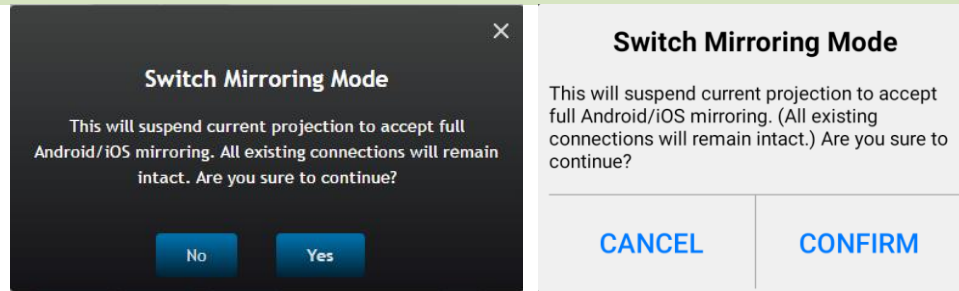 Switch Mirroring Mode
This will suspend current projection to accept full
Android/iOS mirroring. All existing connections will remain
intact. Are you sure to continue?
No
Yes
Switch Mirroring Mode
This will suspend current projection to accept
full Android/iOS mirroring. (All existing
connections will remain intact.) Are you sure to
continue?
CANCEL
CONFIRM